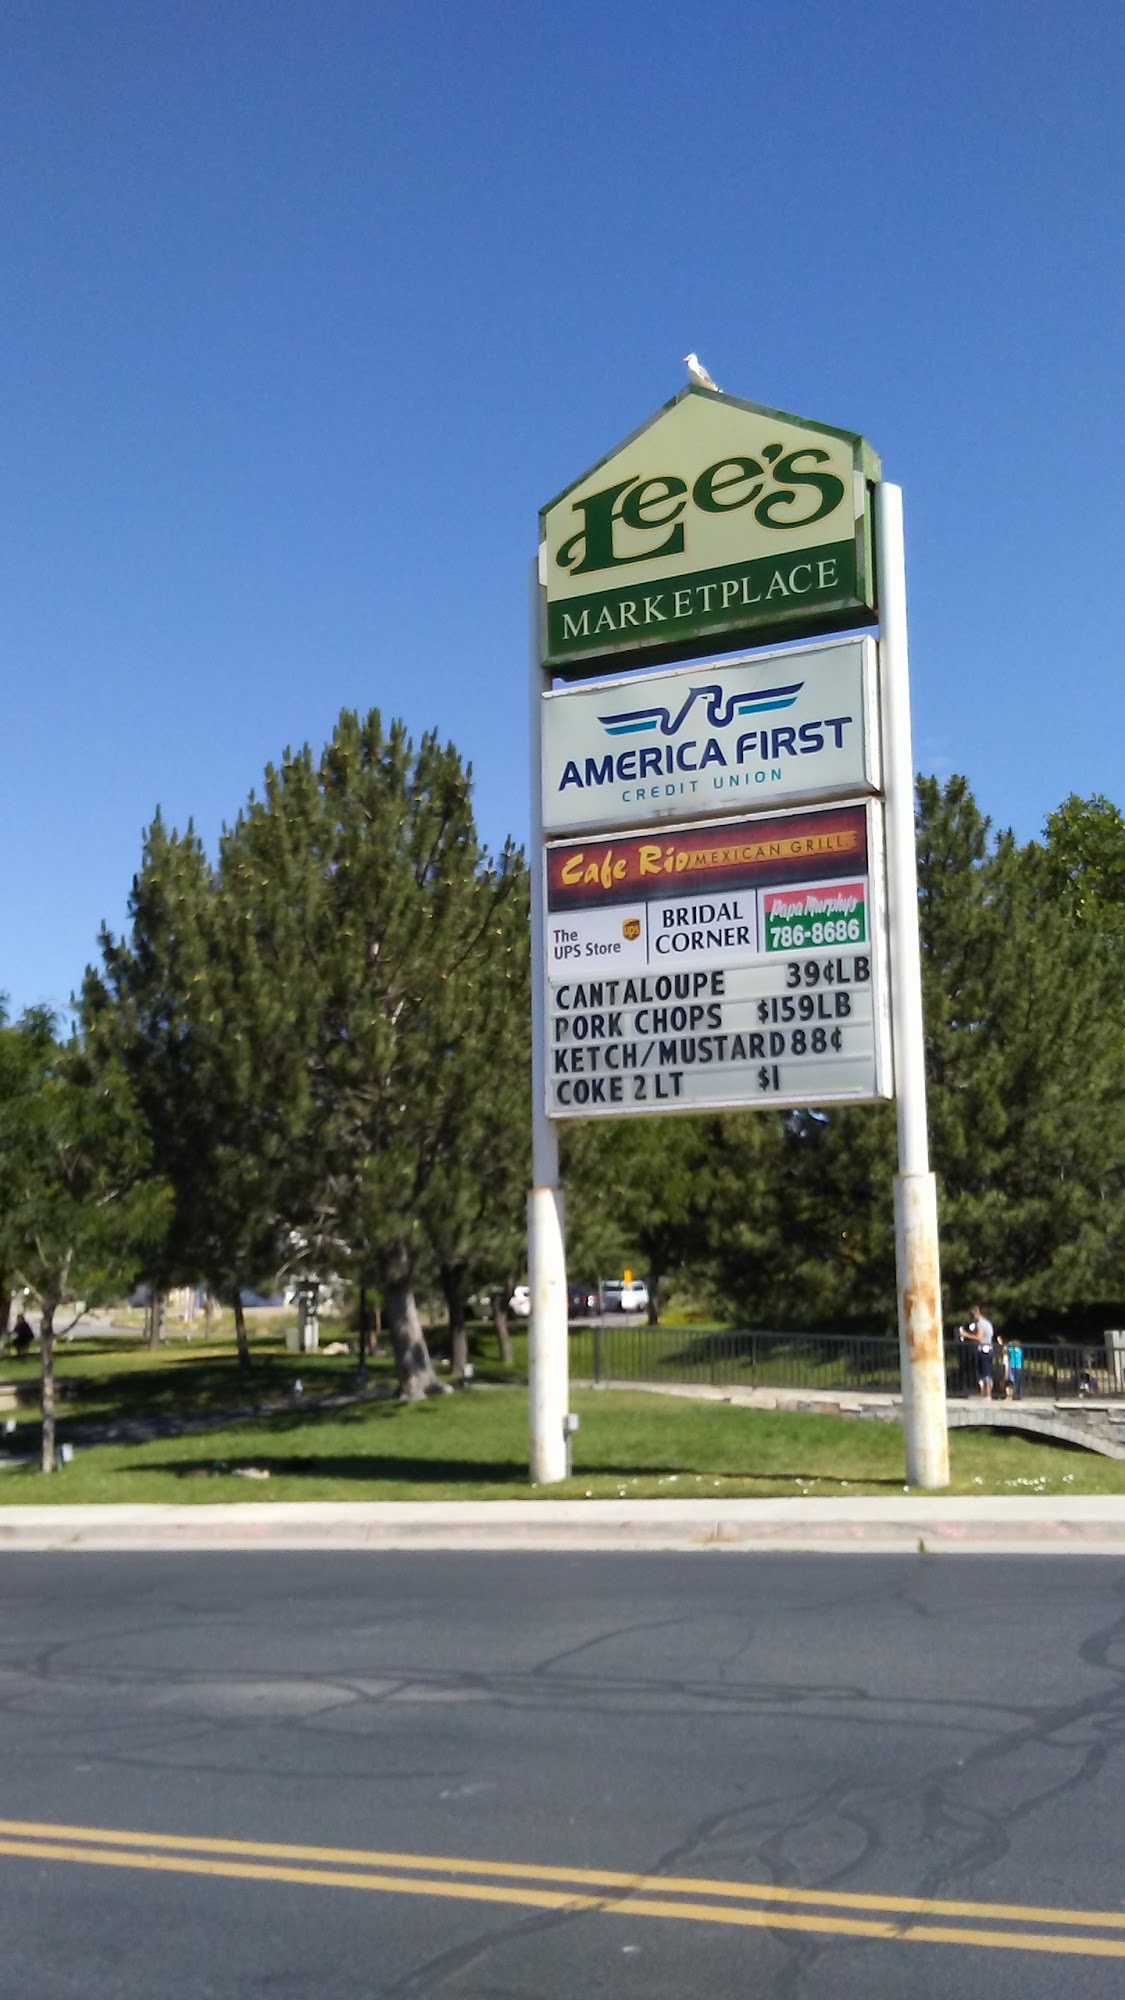 Lee's
MARKETPLACE
AMERICA FIRST
CREDIT UNION
Cafe Rio MEXICAN GRILL
The UPS Store
ups
BRIDAL CORNER
Papa Murphy's
786-8686
CANTALOUPE 39¢LB
PORK CHOPS $159LB
KETCH/MUSTARD 88¢
COKE 2 LT $1